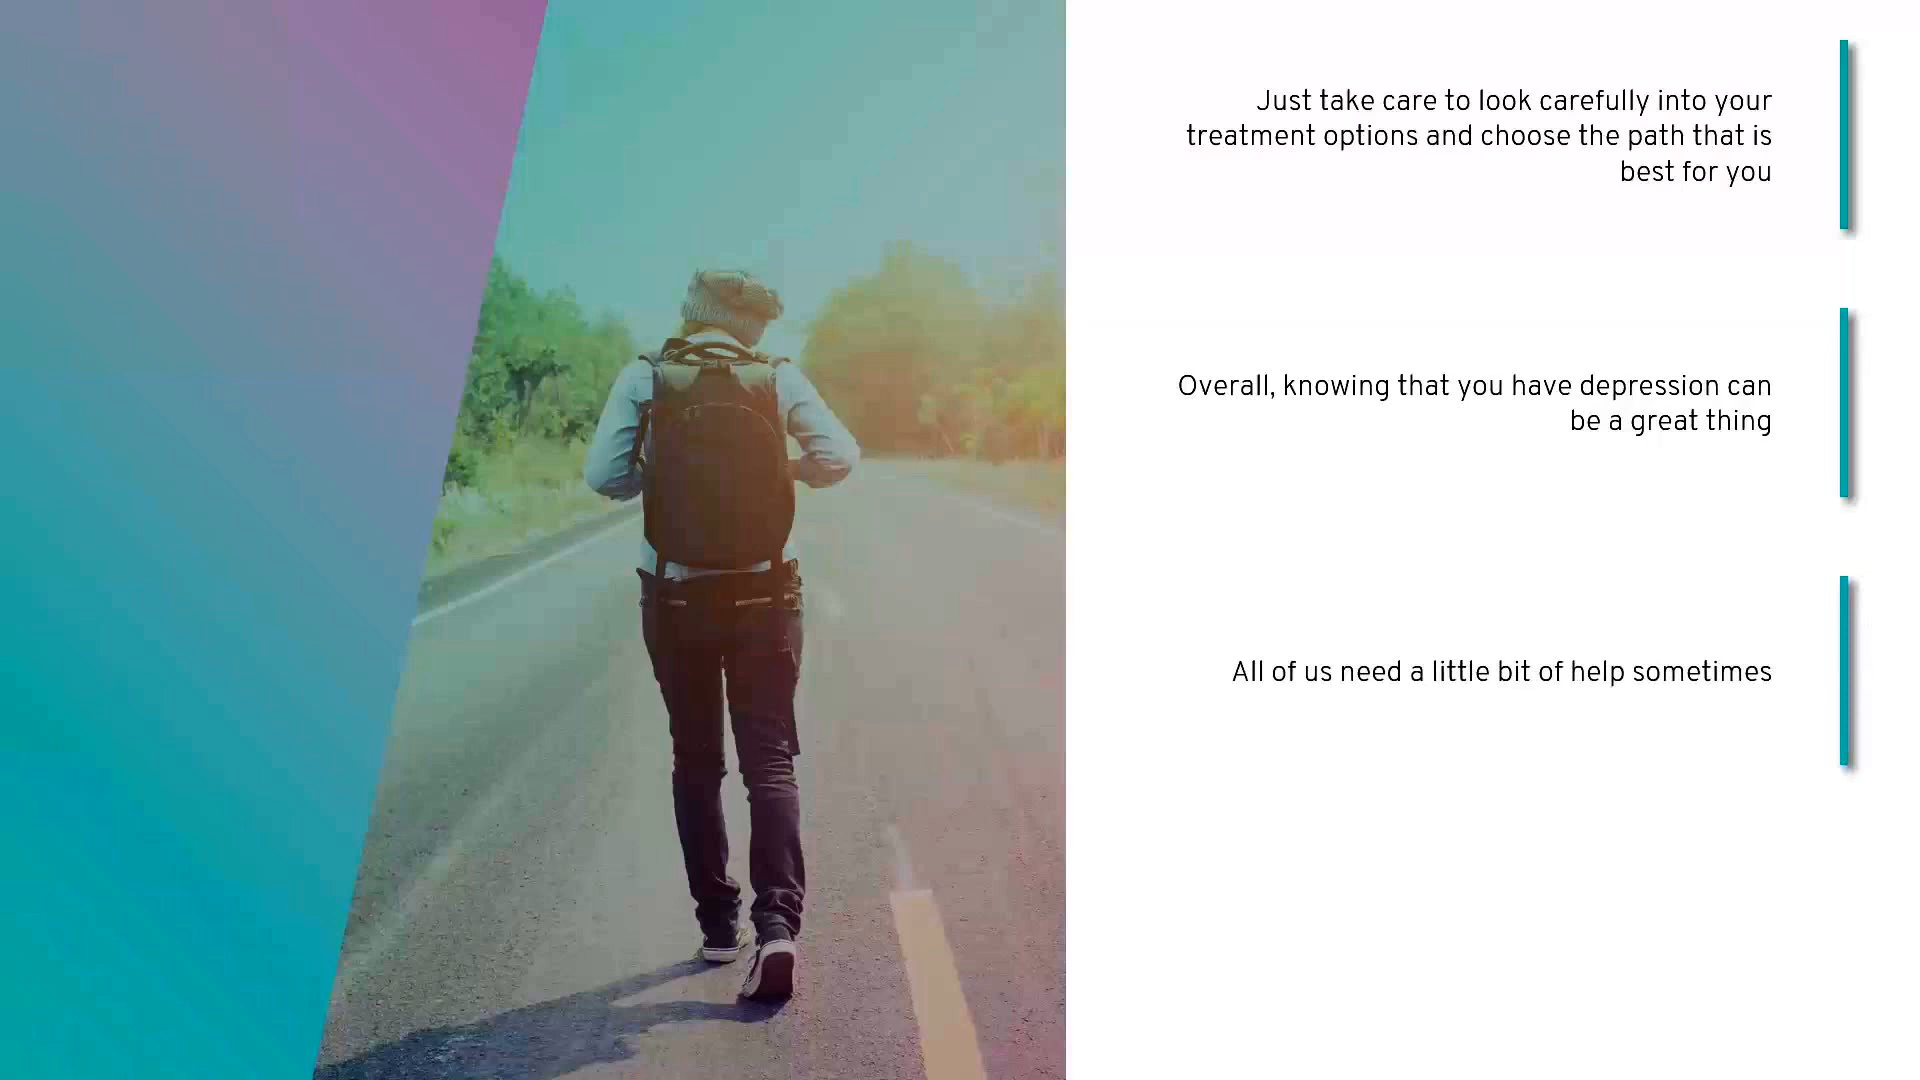 Just take care to look carefully into your
treatment options and choose the path that is
best for you
Overall, knowing that you have depression can
be a great thing
All of us need a little bit of help sometimes